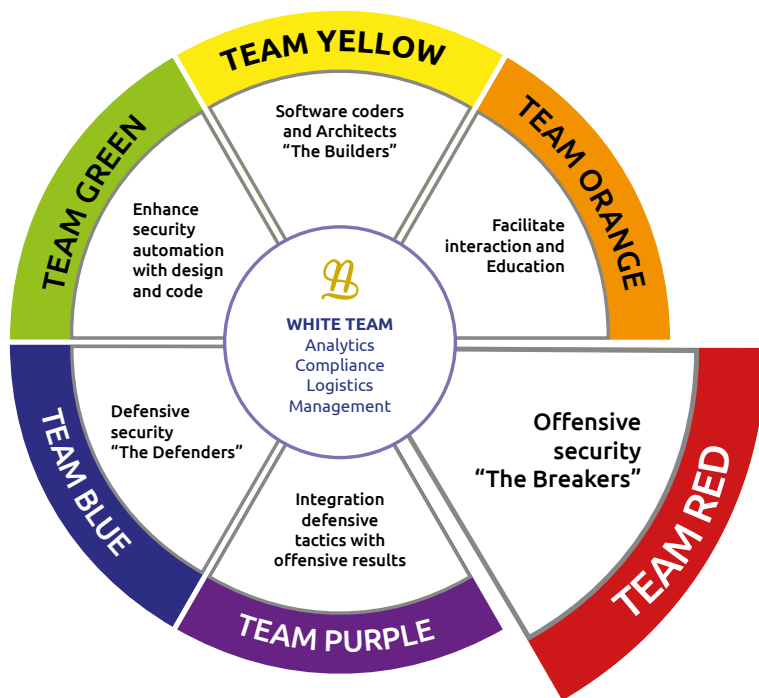 TEAM YELLOW
Software coders
and Architects
“The Builders”
TEAM ORANGE
Facilitate
interaction and
Education
TEAM GREEN
Enhance
security
automation
with design
and code
WHITE TEAM
Analytics
Compliance
Logistics
Management
TEAM BLUE
Defensive
security
“The Defenders”
TEAM PURPLE
Integration
defensive
tactics with
offensive results
TEAM RED
Offensive
security
“The Breakers”